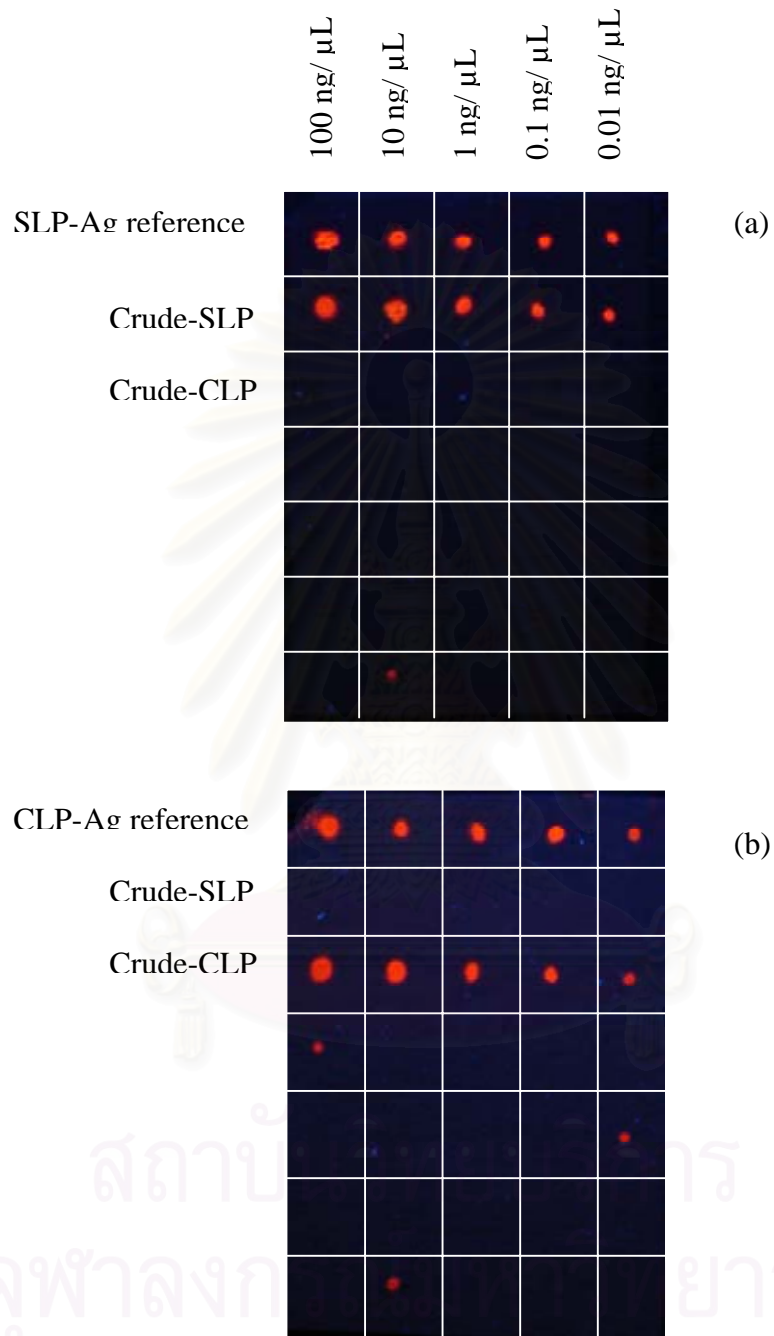 100 ng/ µL
10 ng/ µL
1 ng/ µL
0.1 ng/ µL
0.01 ng/ µL
SLP-Ag reference
(a)
Crude-SLP
Crude-CLP
CLP-Ag reference
(b)
Crude-SLP
Crude-CLP